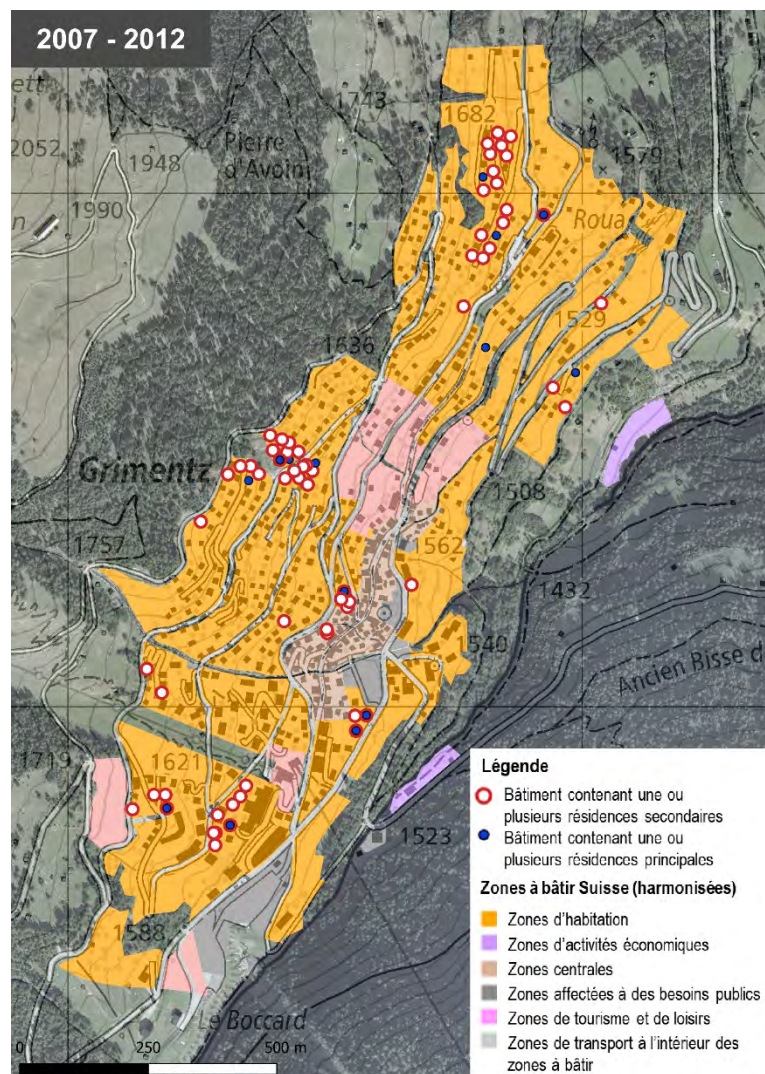 2007 - 2012
ett
2052
1948
1990
n
Pierre
d'Avoin
1743
1682
1579
Roua
1529
1636
Grimentz
1508
1757
1562
1432
1540
Ancien Bisse d
1719
1621
1523
1588
Le Boccard
0 250 500 m
Légende
Bâtiment contenant une ou
plusieurs résidences secondaires
Bâtiment contenant une ou
plusieurs résidences principales
Zones à bâtir Suisse (harmonisées)
Zones d'habitation
Zones d'activités économiques
Zones centrales
Zones affectées à des besoins publics
Zones de tourisme et de loisirs
Zones de transport à l'intérieur des
zones à bâtir